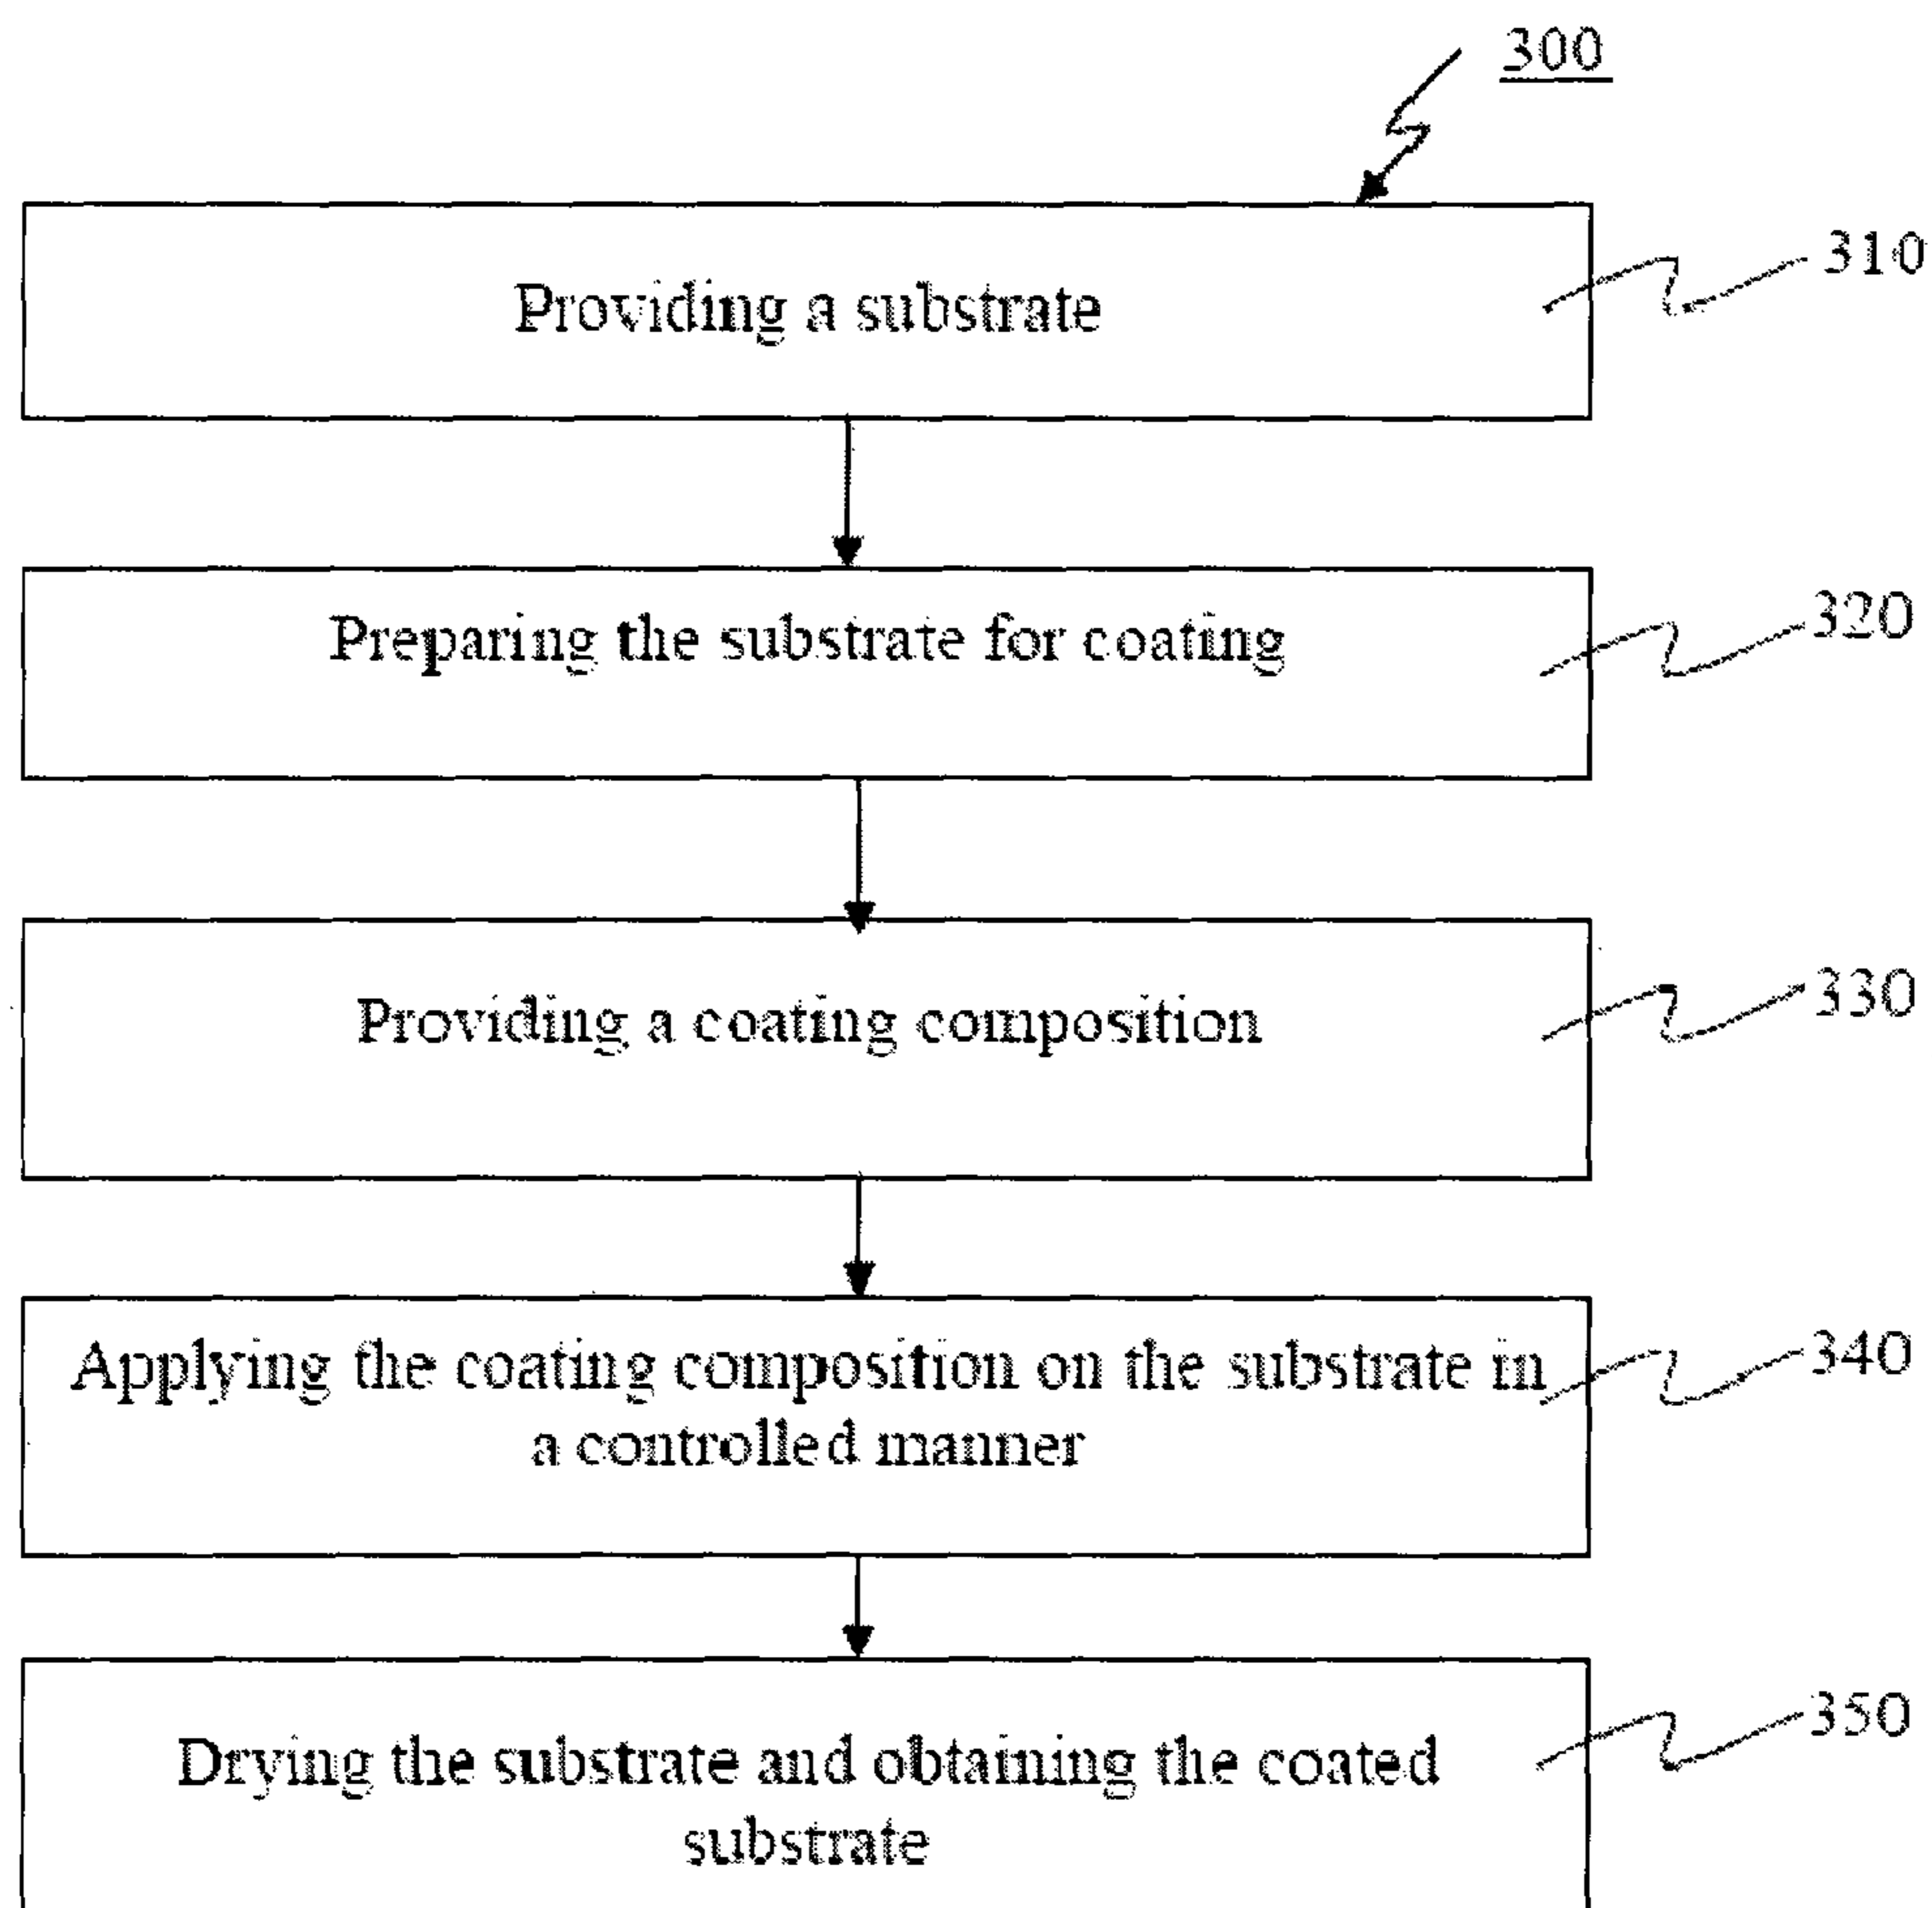 300
Providing a substrate
310
Preparing the substrate for coating
320
Providing a coating composition
330
Applying the coating composition on the substrate in
a controlled manner
340
Drying the substrate and obtaining the coated
substrate
350